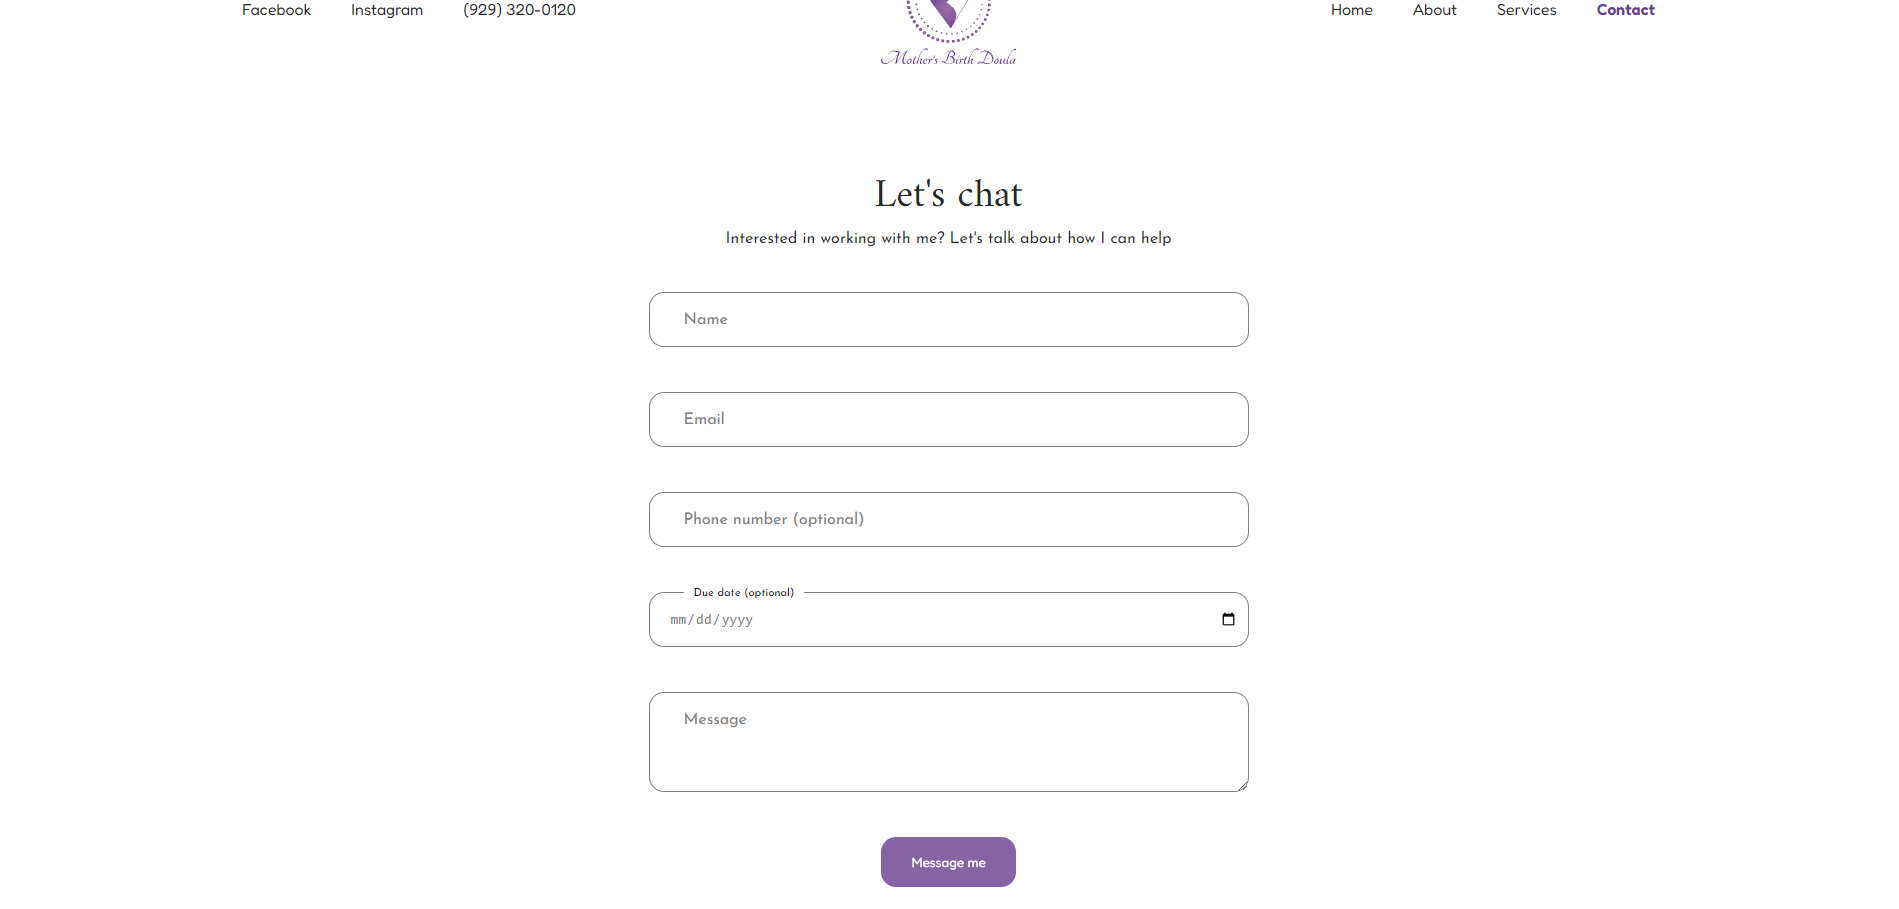 Facebook Instagram (929) 320-0120
Mother's Birth Doula
Home About Services Contact
Let's chat
Interested in working with me? Let's talk about how I can help
Name
Email
Phone number (optional)
Due date (optional)
mm/dd/yyyy
Message
Message me